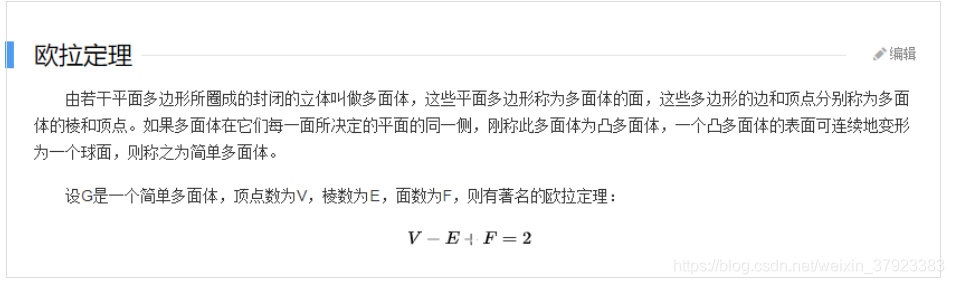 欧拉定理
编辑
由若干平面多边形所圈成的封闭的立体叫做多面体，这些平面多边形称为多面体的面，这些多边形的边和顶点分别称为多面
体的棱和顶点。如果多面体在它们每一面所决定的平面的同一侧，刚称此多面体为凸多面体，一个凸多面体的表面可连续地变形
为一个球面，则称之为简单多面体。
设G是一个简单多面体，顶点数为V，棱数为E，面数为F，则有著名的欧拉定理：
V − E + F = 2
https://blog.csdn.net/weixin_37923383